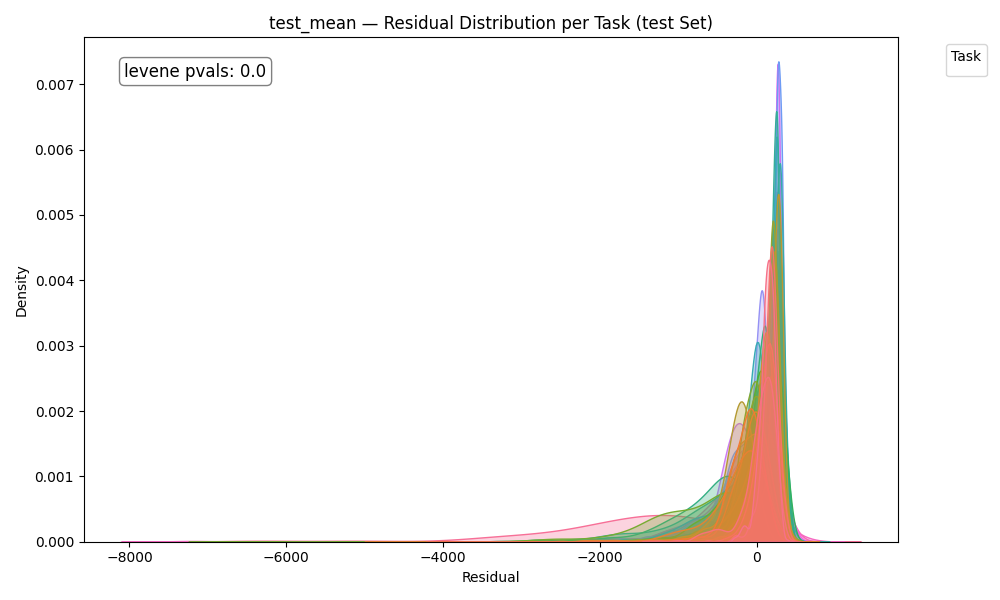 test_mean — Residual Distribution per Task (test Set)
levene pvals: 0.0
Task
0.007
0.006
0.005
0.004
0.003
0.002
0.001
0.000
Density
−8000 −6000 −4000 −2000 0
Residual